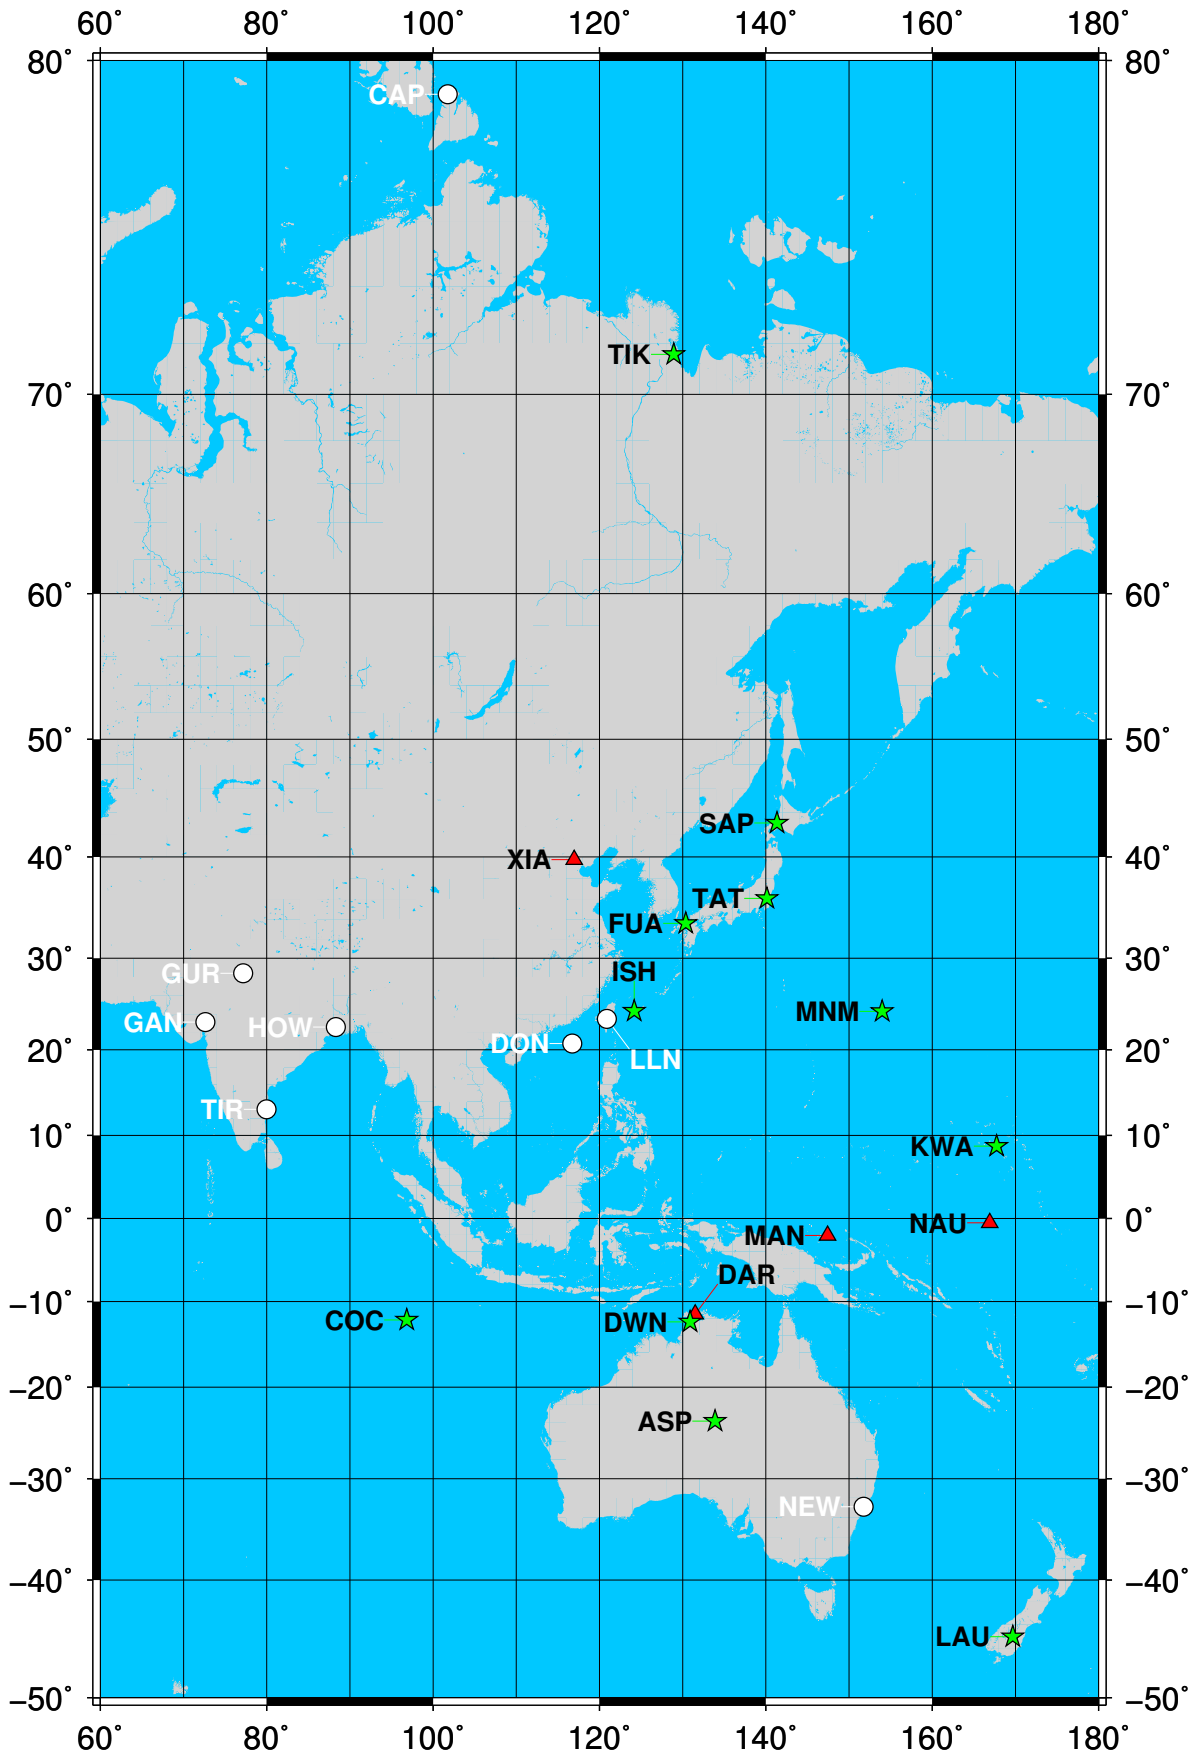 60˚ 80˚ 100˚ 120˚ 140˚ 160˚ 180˚
80˚ 80˚
CAP
TIK
70˚ 70˚
60˚ 60˚
50˚ 50˚
SAP
40˚ XIA 40˚
TAT
FUA
30˚ 30˚
GUR ISH
MNM
GAN HOW
DON
20˚ LLN 20˚
TIR
10˚ 10˚
KWA
0˚ NAU 0˚
MAN
DAR
−10˚ −10˚
COC DWN
−20˚ −20˚
ASP
−30˚ −30˚
NEW
−40˚ −40˚
LAU
−50˚ −50˚
60˚ 80˚ 100˚ 120˚ 140˚ 160˚ 180˚